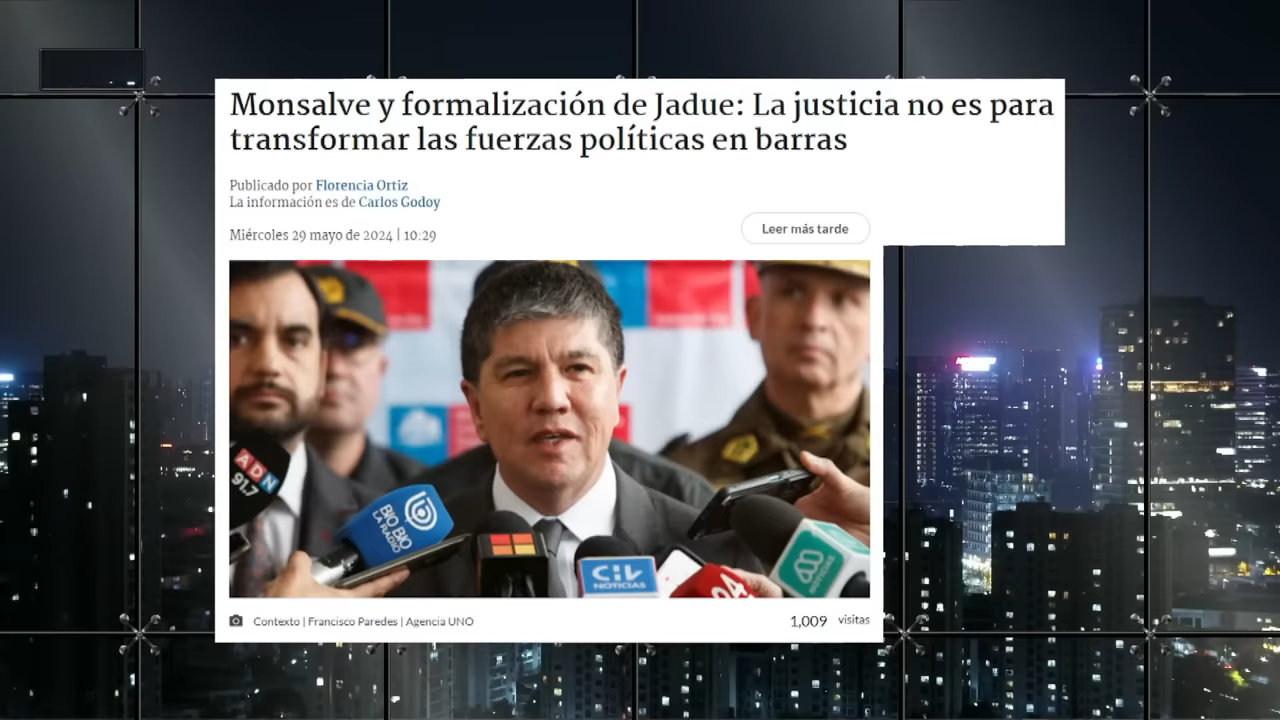 Monsalve y formalización de Jadue: La justicia no es para
transformar las fuerzas políticas en barras
Publicado por Florencia Ortiz
La información es de Carlos Godoy
Miércoles 29 mayo de 2024 | 10:29
Leer más tarde
ADN
91.7
BIO BIO
LA RADIO
NOTICIAS
04
NOTICIAS
Contexto | Francisco Paredes | Agencia UNO
1,009 visitas